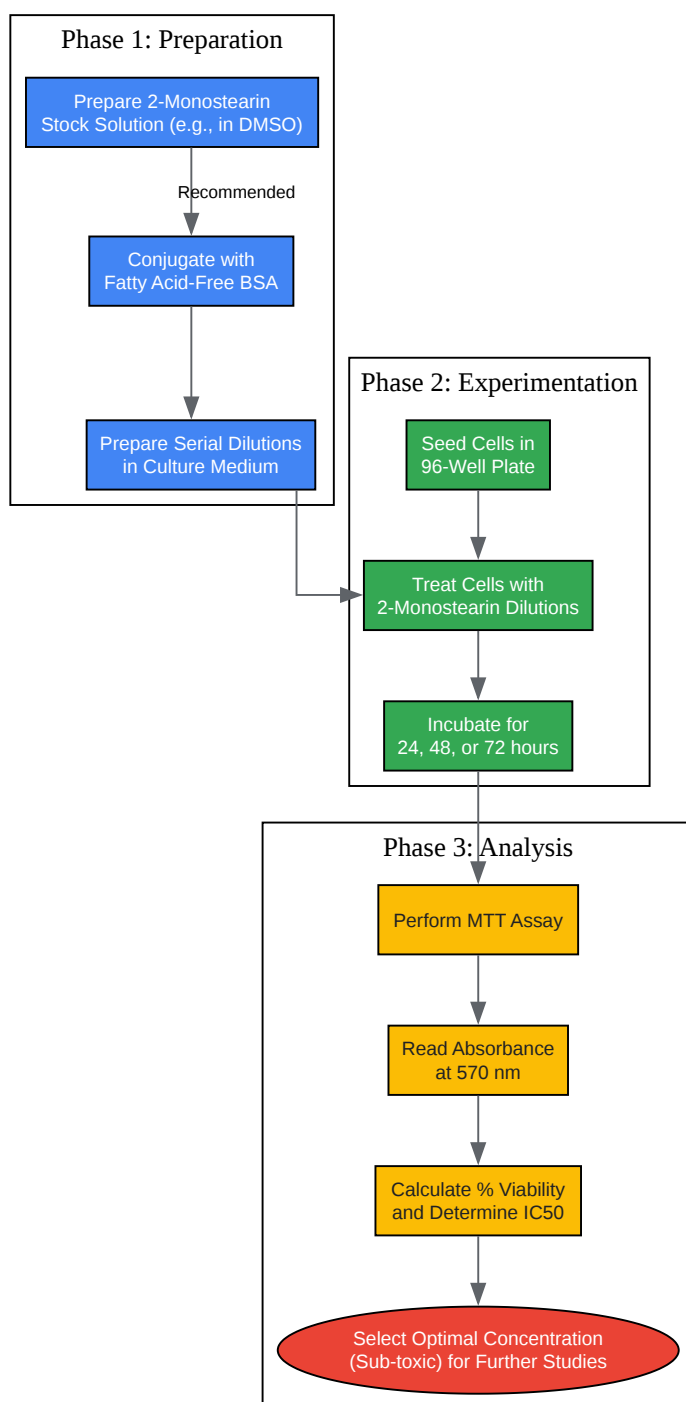 Phase 1: Preparation
Prepare 2-Monostearin
Stock Solution (e.g., in DMSO)
Recommended
Conjugate with
Fatty Acid-Free BSA
Prepare Serial Dilutions
in Culture Medium
Phase 2: Experimentation
Seed Cells in
96-Well Plate
Treat Cells with
2-Monostearin Dilutions
Incubate for
24, 48, or 72 hours
Phase 3: Analysis
Perform MTT Assay
Read Absorbance
at 570 nm
Calculate % Viability
and Determine IC50
Select Optimal Concentration
(Sub-toxic) for Further Studies